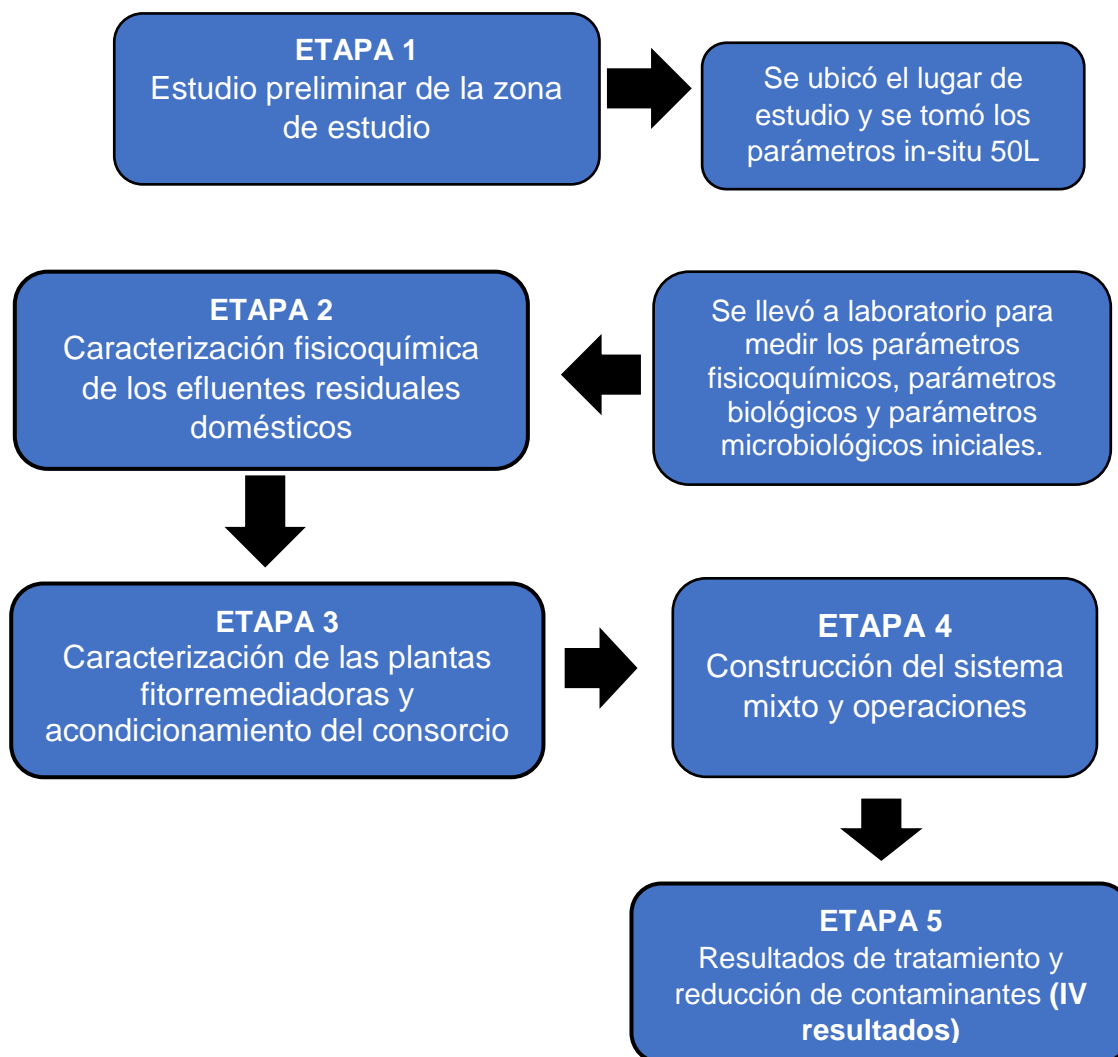 ETAPA 1
Estudio preliminar de la zona
de estudio
Se ubicó el lugar de
estudio y se tomó los
parámetros in-situ 50L
ETAPA 2
Caracterización fisicoquímica
de los efluentes residuales
domésticos
Se llevó a laboratorio para
medir los parámetros
fisicoquímicos, parámetros
biológicos y parámetros
microbiológicos iniciales.
ETAPA 3
Caracterización de las plantas
fitorremediadoras y
acondicionamiento del consorcio
ETAPA 4
Construcción del sistema
mixto y operaciones
ETAPA 5
Resultados de tratamiento y
reducción de contaminantes (IV
resultados)